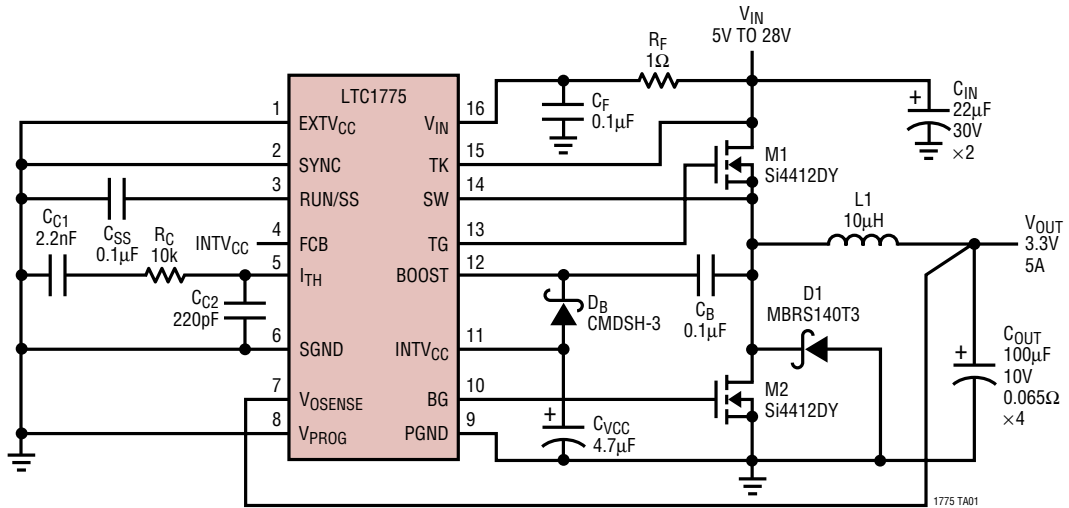 V_IN
5V TO 28V
R_F
1Ω
LTC1775
C_F
0.1µF
+
C_IN
22µF
30V
×2
1
EXTV_CC
V_IN
16
2
SYNC
TK
15
M1
Si4412DY
3
RUN/SS
SW
14
C_C1
2.2nF
C_SS
0.1µF
R_C
10k
INTV_CC
4
FCB
TG
13
L1
10µH
V_OUT
3.3V
5A
5
I_TH
BOOST
12
C_C2
220pF
D_B
CMDSH-3
C_B
0.1µF
D1
MBRS140T3
6
SGND
INTV_CC
11
+
C_OUT
100µF
10V
0.065Ω
×4
7
V_OSENSE
BG
10
M2
Si4412DY
8
V_PROG
PGND
9
+
C_VCC
4.7µF
1775 TA01